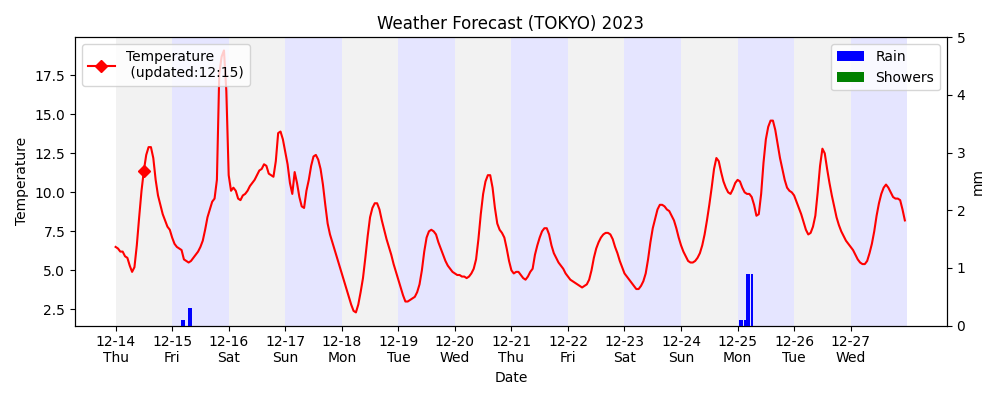 Weather Forecast (TOKYO) 2023
Temperature
(updated:12:15)
Rain
Showers
17.5
15.0
12.5
10.0
7.5
5.0
2.5
Temperature
5
4
3
2
1
0
mm
12-14 12-15 12-16 12-17 12-18 12-19 12-20 12-21 12-22 12-23 12-24 12-25 12-26 12-27
Thu Fri Sat Sun Mon Tue Wed Thu Fri Sat Sun Mon Tue Wed
Date